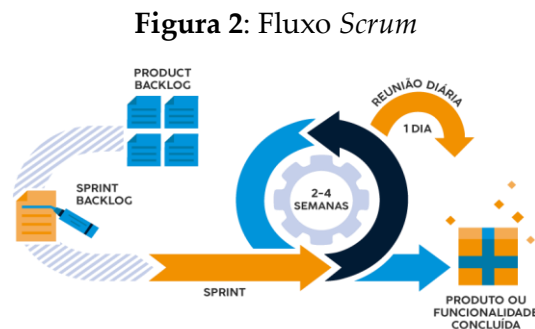 Figura 2: Fluxo Scrum
PRODUCT
BACKLOG
REUNIÃO DIÁRIA
1 DIA
SPRINT
BACKLOG
2-4
SEMANAS
SPRINT
PRODUTO OU
FUNCIONALIDADE
CONCLUÍDA